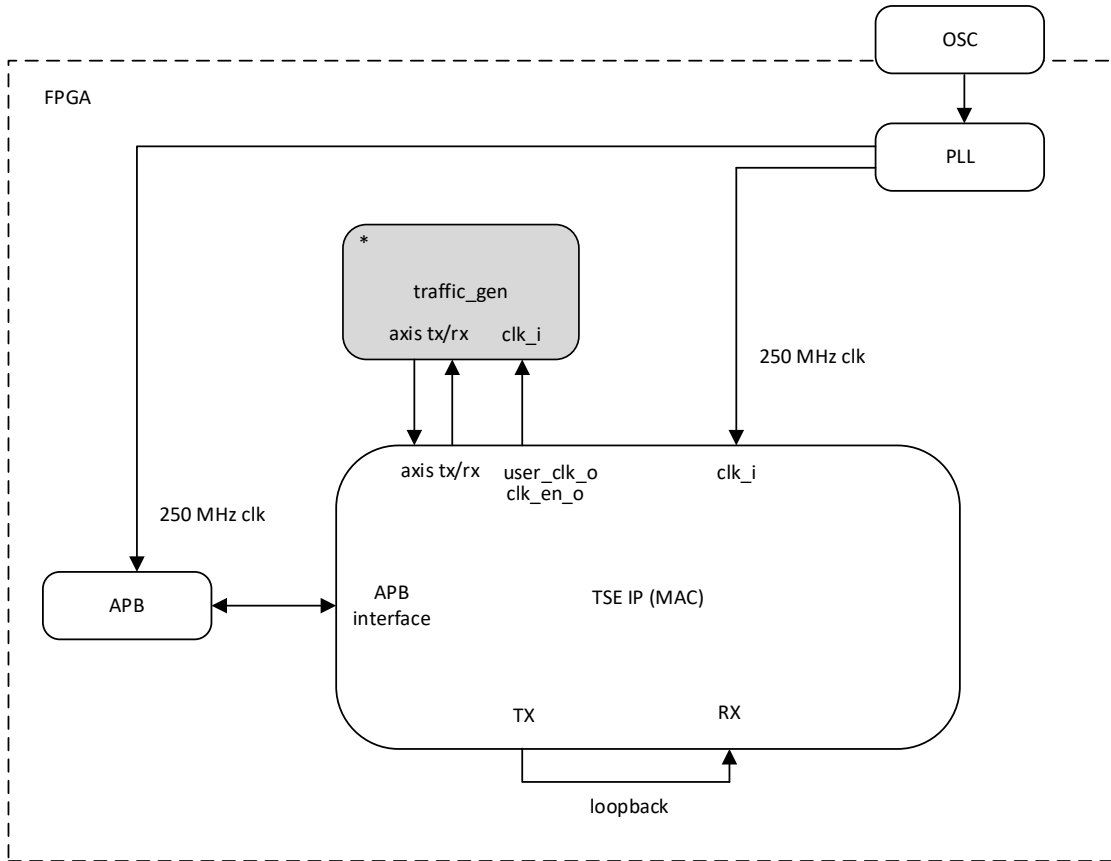 OSC
FPGA
PLL
*
traffic_gen
axis tx/rx clk_i
250 MHz clk
axis tx/rx user_clk_o clk_i
clk_en_o
250 MHz clk
APB
APB
interface
TSE IP (MAC)
TX RX
loopback